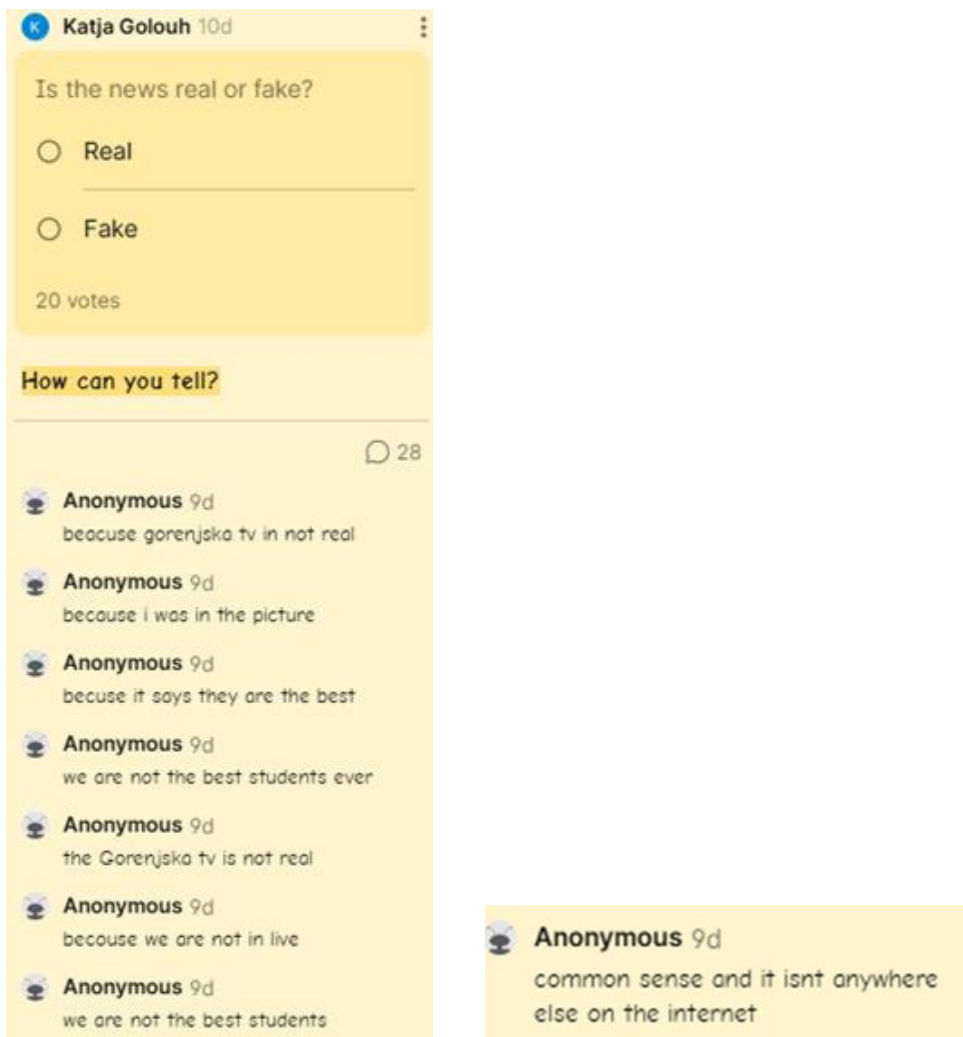 K Katja Golouh 10d
Is the news real or fake?
Real
Fake
20 votes
How can you tell?
28
Anonymous 9d
beacuse gorenjska tv in not real
Anonymous 9d
because i was in the picture
Anonymous 9d
becuse it says they are the best
Anonymous 9d
we are not the best students ever
Anonymous 9d
the Gorenjska tv is not real
Anonymous 9d
becouse we are not in live
Anonymous 9d
we are not the best students
Anonymous 9d
common sense and it isnt anywhere
else on the internet